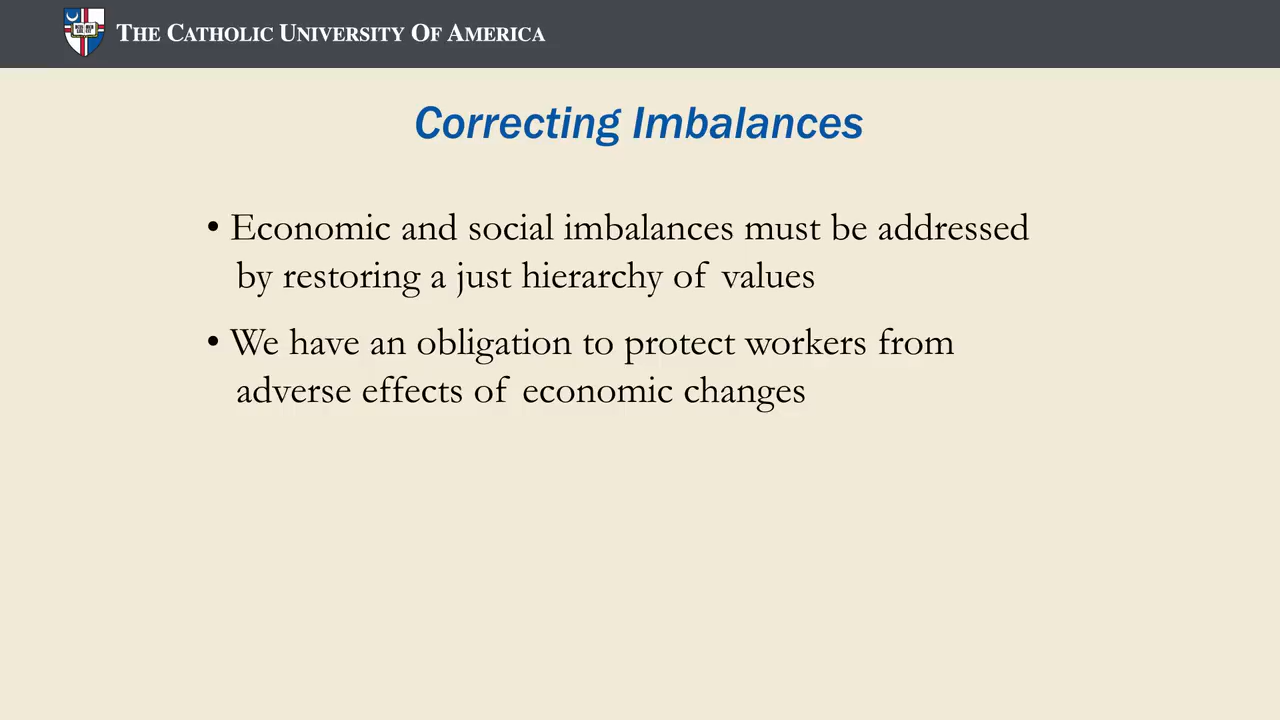 THE CATHOLIC UNIVERSITY OF AMERICA
Correcting Imbalances
• Economic and social imbalances must be addressed
by restoring a just hierarchy of values
• We have an obligation to protect workers from
adverse effects of economic changes